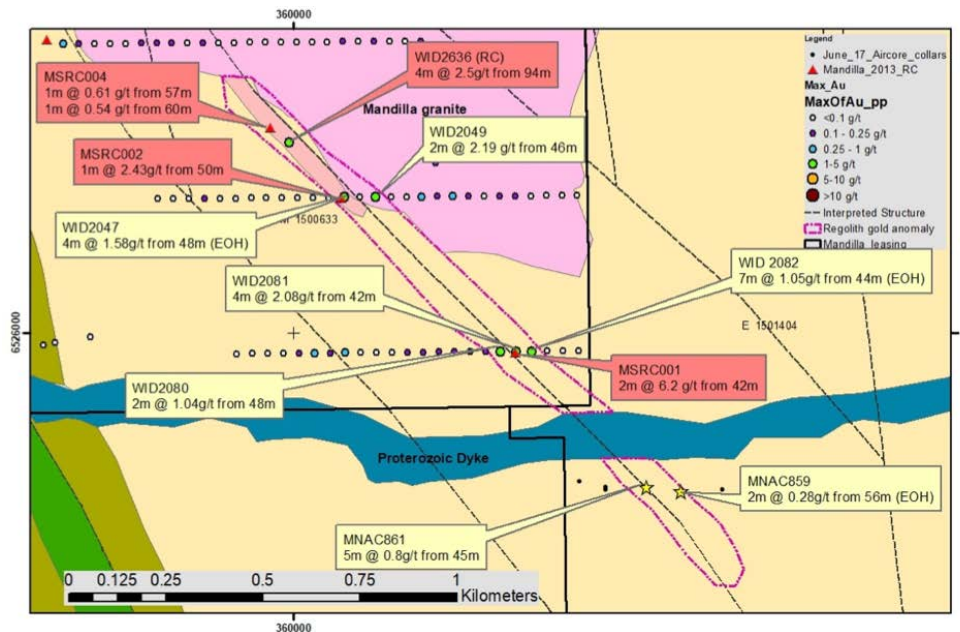 360000
WID2636 (RC)
4m @ 2.5g/t from 94m
MSRC004
1m @ 0.61 g/t from 57m
1m @ 0.54 g/t from 60m
Mandilla granite
WID2049
2m @ 2.19 g/t from 46m
MSRC002
1m @ 2.43g/t from 50m
1500633
WID2047
4m @ 1.58g/t from 48m (EOH)
WID2081
4m @ 2.08g/t from 42m
WID 2082
7m @ 1.05g/t from 44m (EOH)
E 1501404
6526000
MSRC001
2m @ 6.2 g/t from 42m
WID2080
2m @ 1.04g/t from 48m
Proterozoic Dyke
MNAC859
2m @ 0.28g/t from 56m (EOH)
MNAC861
5m @ 0.8g/t from 45m
Legend
June_17_Aircore_collars
Mandilla_2013_RC
Max_Au
MaxOfAu_pp
<0.1 g/t
0.1 - 0.25 g/t
0.25 - 1 g/t
1-5 g/t
5-10 g/t
>10 g/t
Interpreted Structure
Regolith gold anomaly
Mandilla leasing
0 0.125 0.25 0.5 0.75 1
Kilometers
360000